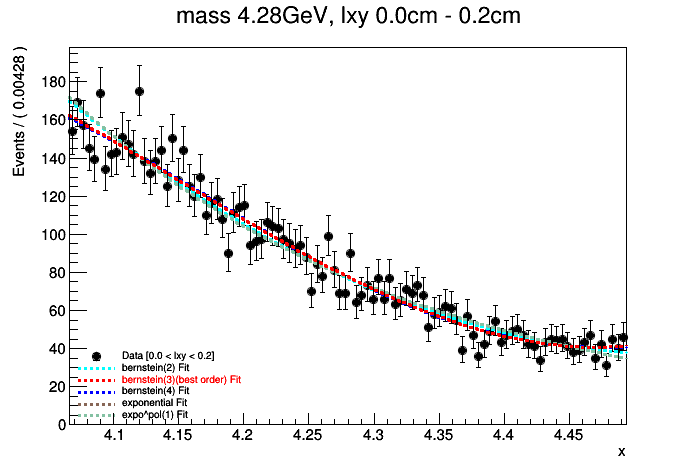 mass 4.28GeV, lxy 0.0cm - 0.2cm
Events / ( 0.00428 )
180
160
140
120
100
80
60
40
20
0
Data [0.0 < lxy < 0.2]
bernstein(2) Fit
bernstein(3)(best order) Fit
bernstein(4) Fit
exponential Fit
expo^pol(1) Fit
4.1 4.15 4.2 4.25 4.3 4.35 4.4 4.45
x